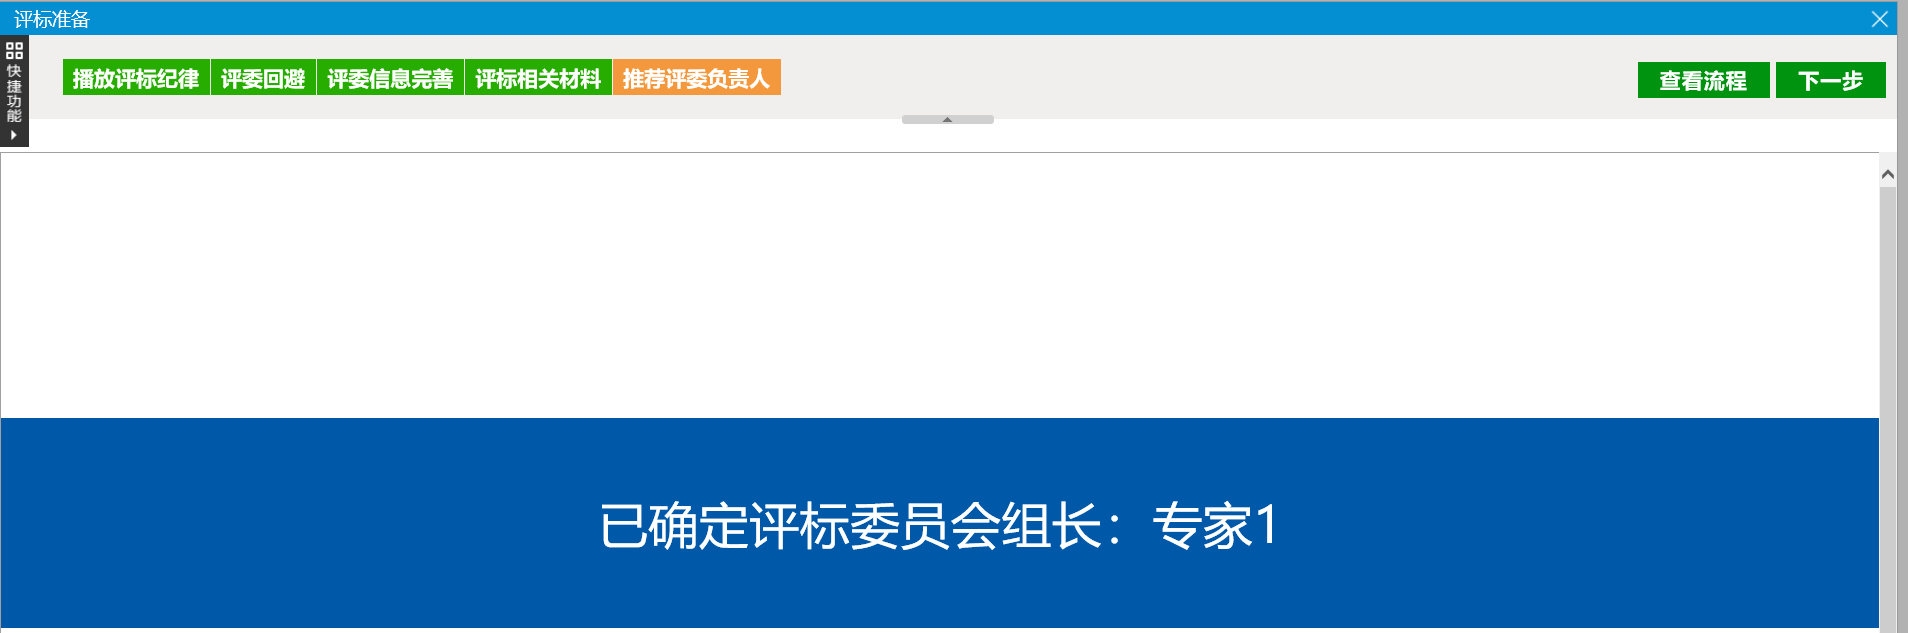 评标准备
快捷功能
播放评标纪律 评委回避 评委信息完善 评标相关材料 推荐评委负责人 查看流程 下一步
已确定评标委员会组长：专家1